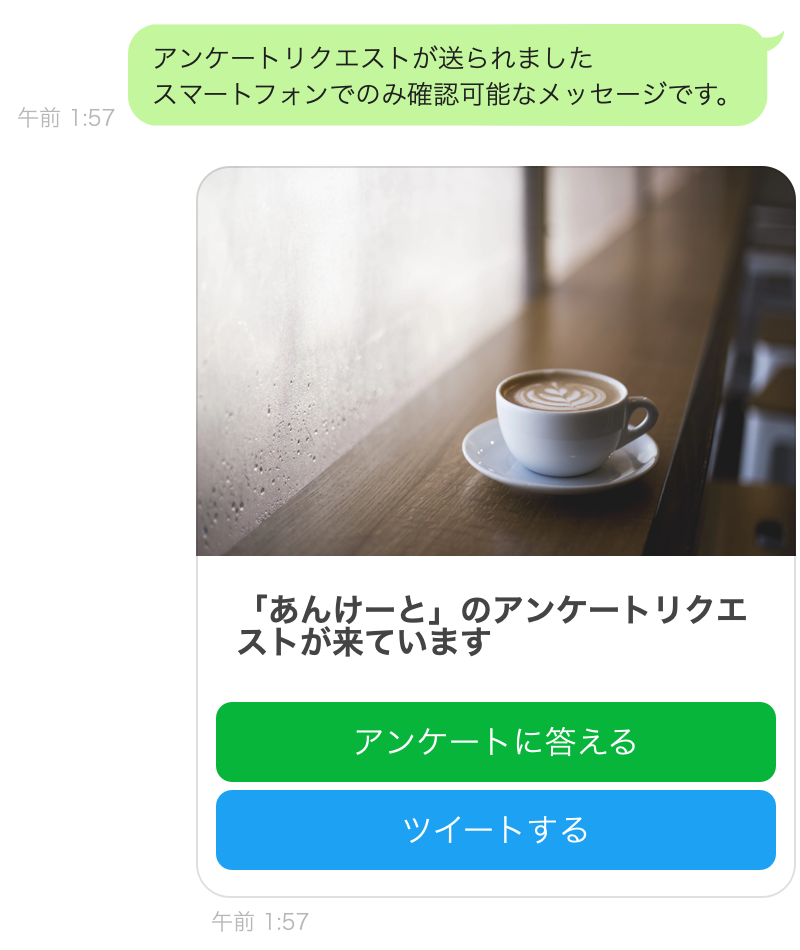 アンケートリクエストが送られました
スマートフォンでのみ確認可能なメッセージです。
午前 1:57
「あんけーと」のアンケートリクエ
ストが来ています
アンケートに答える
ツイートする
午前 1:57